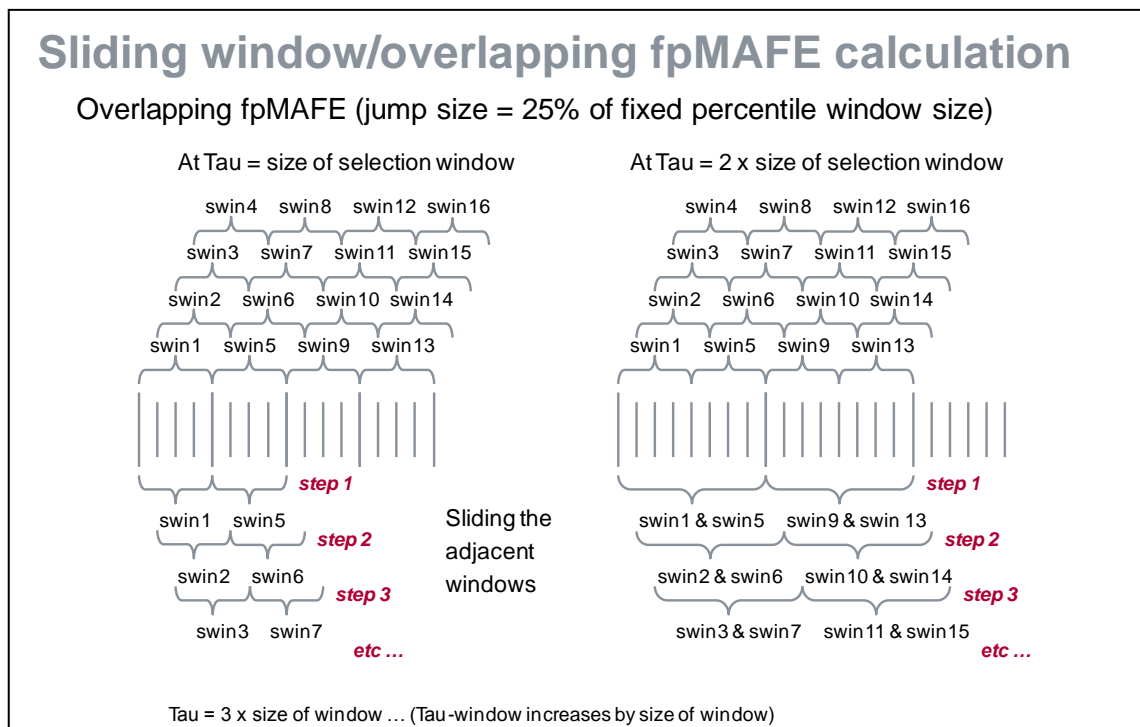 Sliding window/overlapping fpMAFE calculation
Overlapping fpMAFE (jump size = 25% of fixed percentile window size)
At Tau = size of selection window
swin4 swin8 swin12 swin16
swin3 swin7 swin11 swin15
swin2 swin6 swin10 swin14
swin1 swin5 swin9 swin13
step 1
swin1 swin5
step 2
swin2 swin6
step 3
swin3 swin7
etc ...
Sliding the
adjacent
windows
At Tau = 2 x size of selection window
swin4 swin8 swin12 swin16
swin3 swin7 swin11 swin15
swin2 swin6 swin10 swin14
swin1 swin5 swin9 swin13
step 1
swin1 & swin5 swin9 & swin 13
step 2
swin2 & swin6 swin10 & swin14
step 3
swin3 & swin7 swin11 & swin15
etc ...
Tau = 3 x size of window ... (Tau-window increases by size of window)